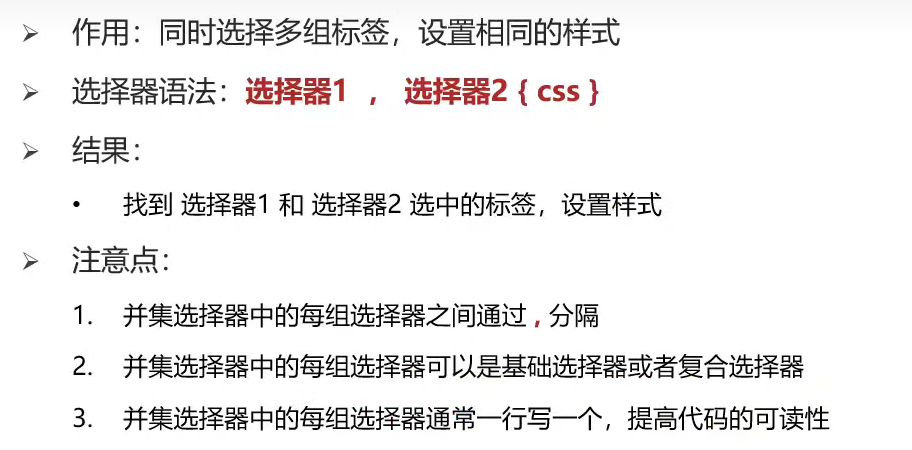 ➢ 作用：同时选择多组标签，设置相同的样式
➢ 选择器语法：选择器1 ， 选择器2 { css }
➢ 结果：
• 找到 选择器1 和 选择器2 选中的标签，设置样式
➢ 注意点：
1. 并集选择器中的每组选择器之间通过 , 分隔
2. 并集选择器中的每组选择器可以是基础选择器或者复合选择器
3. 并集选择器中的每组选择器通常一行写一个，提高代码的可读性